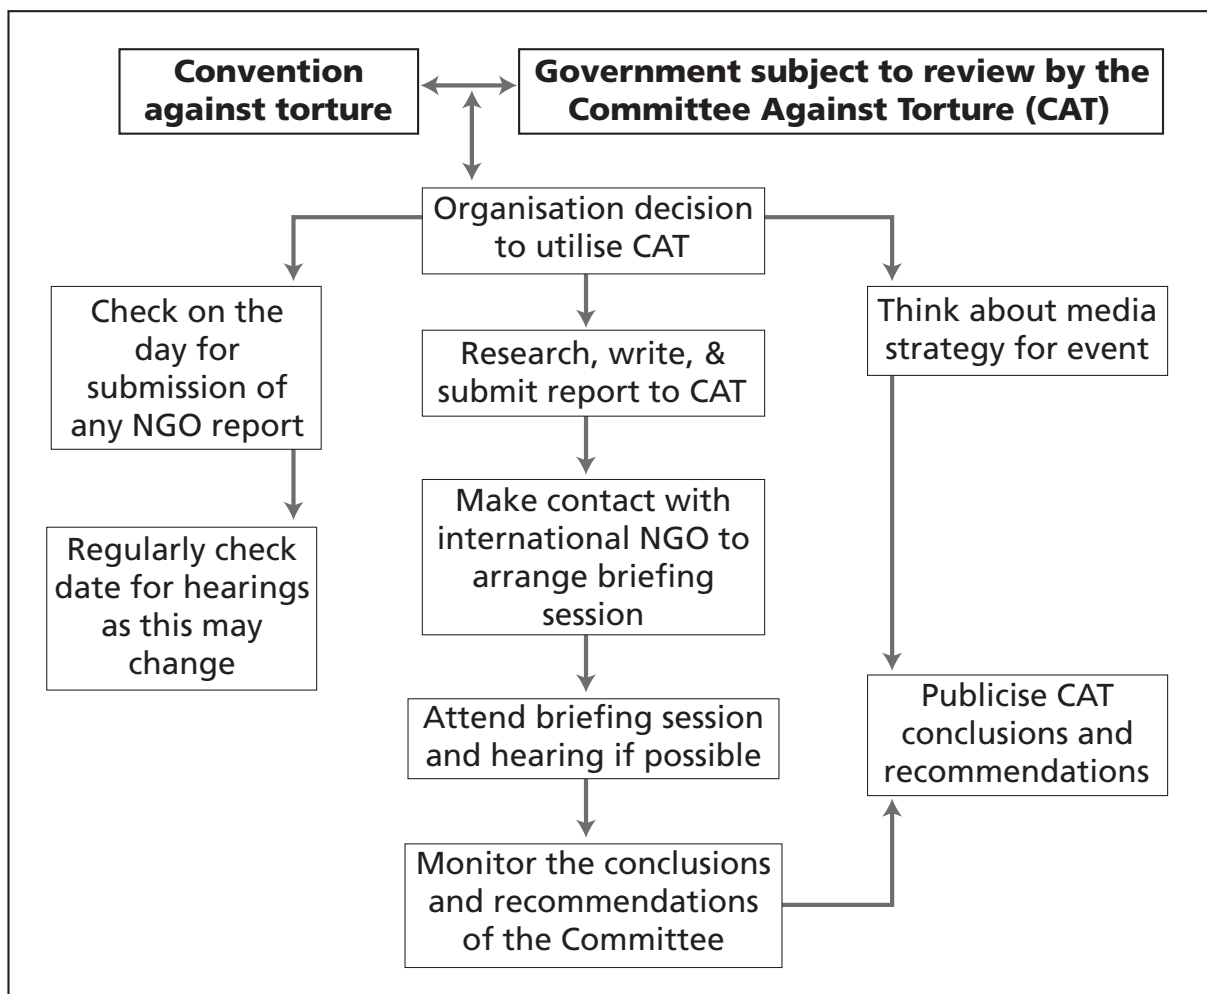 Convention
against torture
Government subject to review by the
Committee Against Torture (CAT)
Organisation decision
to utilise CAT
Check on the
day for
submission of
any NGO report
Think about media
strategy for event
Research, write, &
submit report to CAT
Make contact with
international NGO to
arrange briefing
session
Regularly check
date for hearings
as this may
change
Attend briefing session
and hearing if possible
Publicise CAT
conclusions and
recommendations
Monitor the conclusions
and recommendations
of the Committee